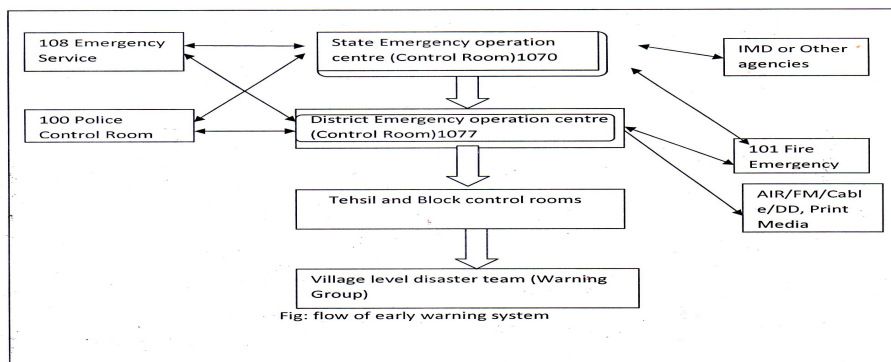 108 Emergency
Service
State Emergency operation
centre (Control Room)1070
IMD or Other
agencies
100 Police
Control Room
District Emergency operation centre
(Control Room)1077
101 Fire
Emergency
Tehsil and Block control rooms
AIR/FM/Cabl
e/DD, Print
Media
Village level disaster team (Warning
Group)
Fig: flow of early warning system